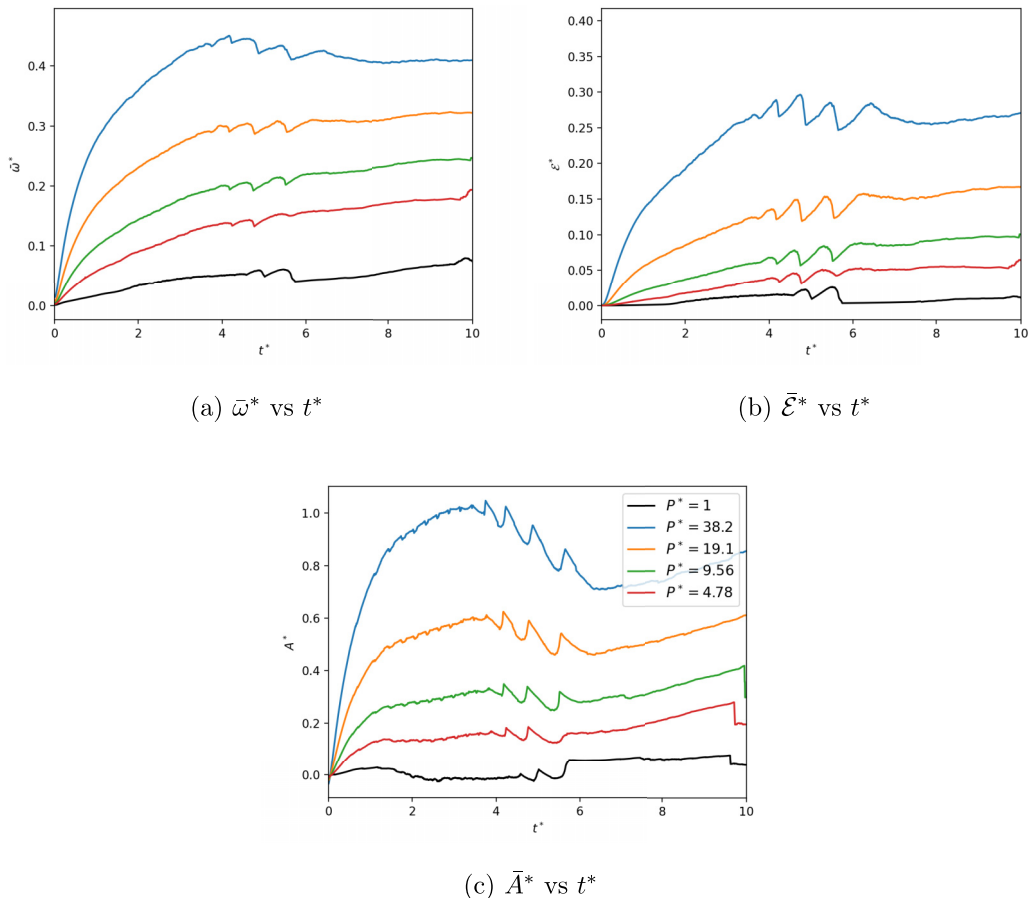 0.4
0.3
0.2
0.1
0.0
ω̄*
0 2 4 6 8 10
t*
(a) ω̄* vs t*
0.40
0.35
0.30
0.25
0.20
0.15
0.10
0.05
0.00
ℰ*
0 2 4 6 8 10
t*
(b) ℰ̄* vs t*
1.0
0.8
0.6
0.4
0.2
0.0
A*
P* = 1
P* = 38.2
P* = 19.1
P* = 9.56
P* = 4.78
0 2 4 6 8 10
t*
(c) Ā* vs t*